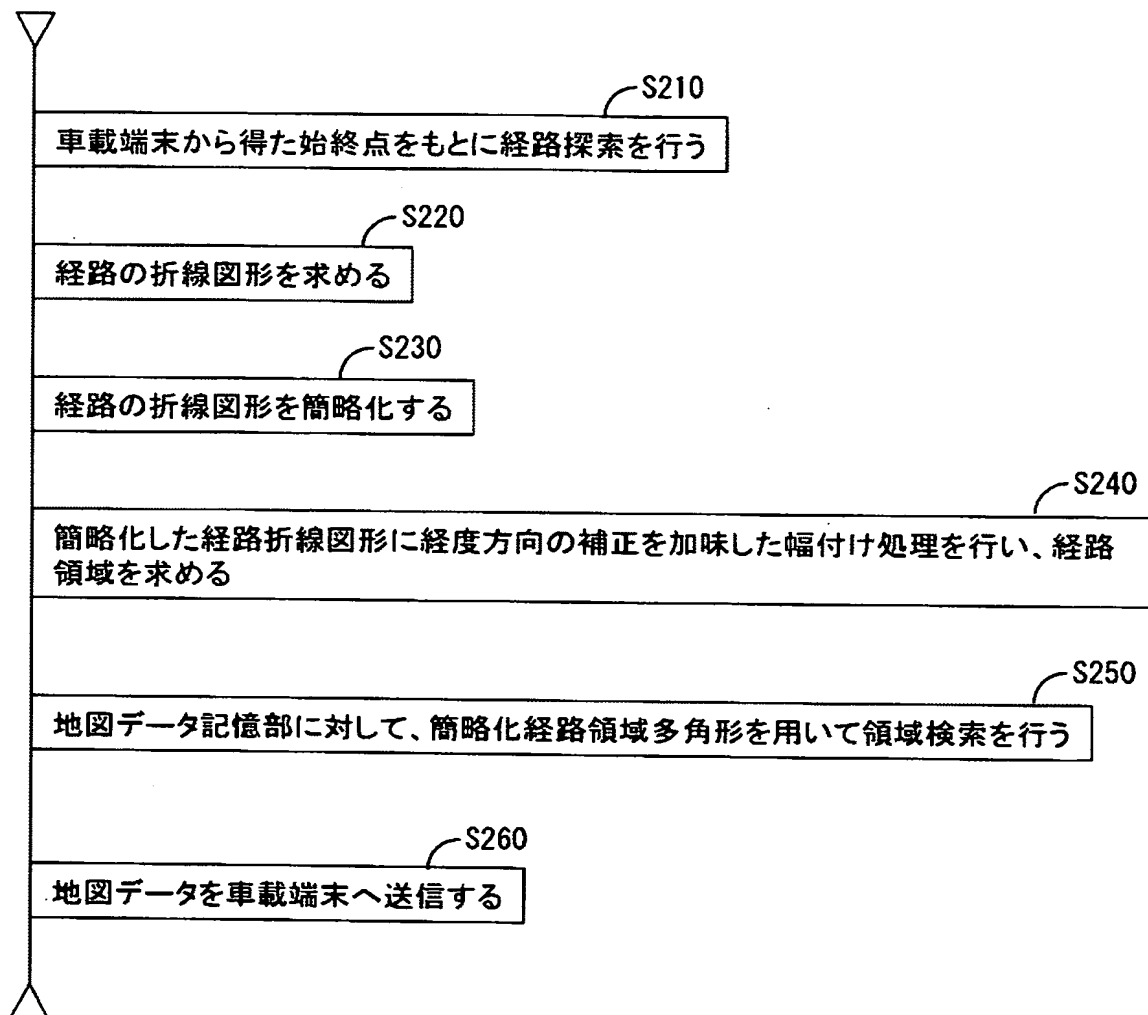 S210
車載端末から得た始終点をもとに経路探索を行う
S220
経路の折線図形を求める
S230
経路の折線図形を簡略化する
S240
簡略化した経路折線図形に経度方向の補正を加味した幅付け処理を行い、経路
領域を求める
S250
地図データ記憶部に対して、簡略化経路領域多角形を用いて領域検索を行う
S260
地図データを車載端末へ送信する